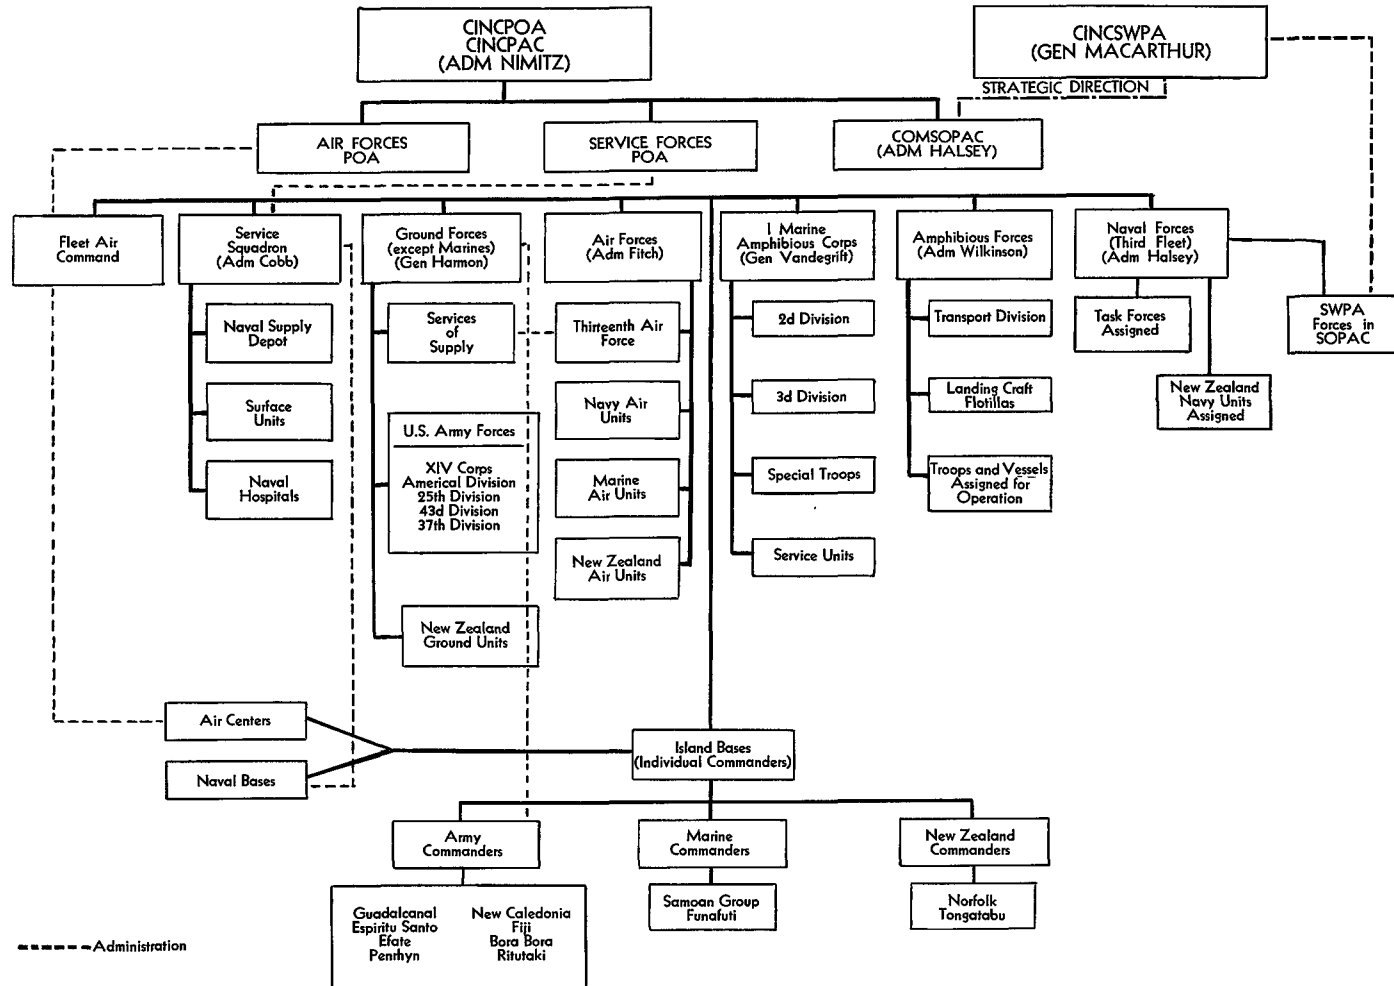 CINCPOA
CINCPAC
(ADM NIMITZ)
CINCSWPA
(GEN MACARTHUR)
STRATEGIC DIRECTION
AIR FORCES
POA
SERVICE FORCES
POA
COMSOPAC
(ADM HALSEY)
Fleet Air
Command
Service
Squadron
(Adm Cobb)
Ground Forces
(except Marines)
(Gen Harmon)
Air Forces
(Adm Fitch)
I Marine
Amphibious Corps
(Gen Vandegrift)
Amphibious Forces
(Adm Wilkinson)
Naval Forces
(Third Fleet)
(Adm Halsey)
Naval Supply
Depot
Services
of
Supply
Thirteenth Air
Force
2d Division
Transport Division
Task Forces
Assigned
SWPA
Forces in
SOPAC
Surface
Units
U.S. Army Forces
XIV Corps
Americal Division
25th Division
43d Division
37th Division
Navy Air
Units
3d Division
Landing Craft
Flotillas
New Zealand
Navy Units
Assigned
Naval
Hospitals
Marine
Air Units
Special Troops
Troops and Vessels
Assigned for
Operation
New Zealand
Air Units
Service Units
New Zealand
Ground Units
Air Centers
Naval Bases
Island Bases
(Individual Commanders)
Army
Commanders
Marine
Commanders
New Zealand
Commanders
Guadalcanal
Espiritu Santo
Efate
Penrhyn
New Caledonia
Fiji
Bora Bora
Ritutaki
Samoan Group
Funafuti
Norfolk
Tongatabu
Administration